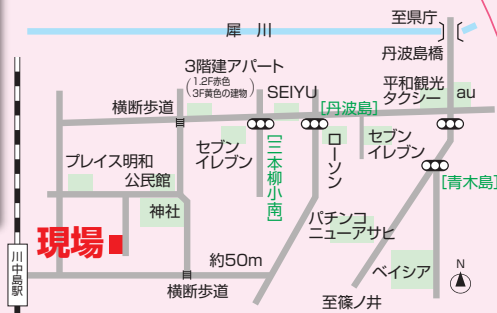 至県庁
犀川
丹波島橋
3階建アパート
(1.2F赤色
3F黄色の建物)
SEIYU
平和観光
タクシー
au
横断歩道
[丹波島]
セブン
イレブン
[三本柳小南]
ローソン
セブン
イレブン
[青木島]
プレイス明和
公民館
神社
パチンコ
ニューアサヒ
現場
約50m
ベイシア
川中島駅
横断歩道
至篠ノ井
N